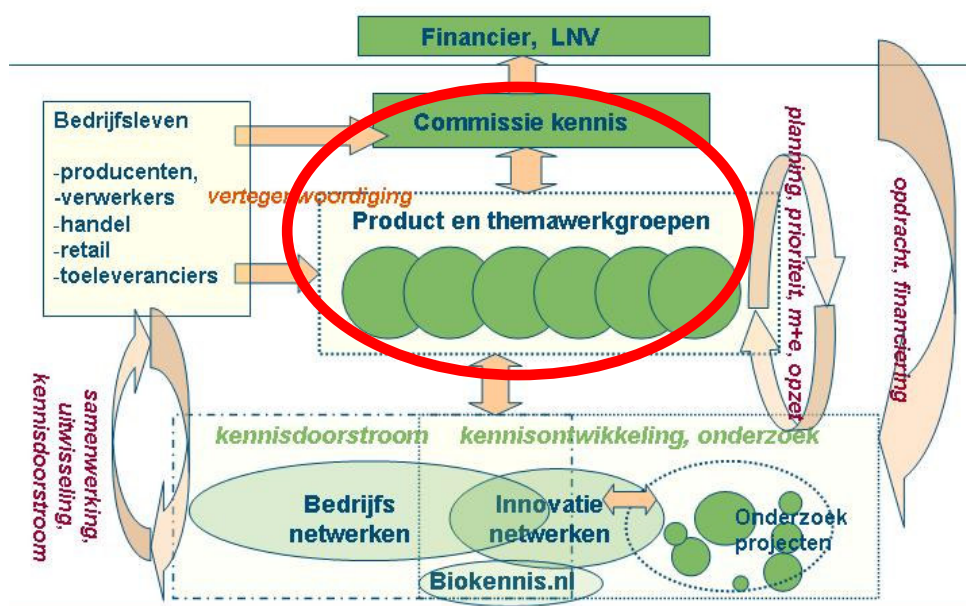 Financier, LNV
Commissie kennis
Bedrijfsleven
-producenten,
-verwerkers
-handel
-retail
-toeleveranciers
vertegenwoordiging
Product en themawerkgroepen
planning, prioriteit, m+e, opzet
opdracht, financiering
samenwerking,
uitwisseling,
kennisdoorstroom
kennisdoorstroom
kennisontwikkeling, onderzoek
Bedrijfs
netwerken
Innovatie
netwerken
Onderzoek
projecten
Biokennis.nl